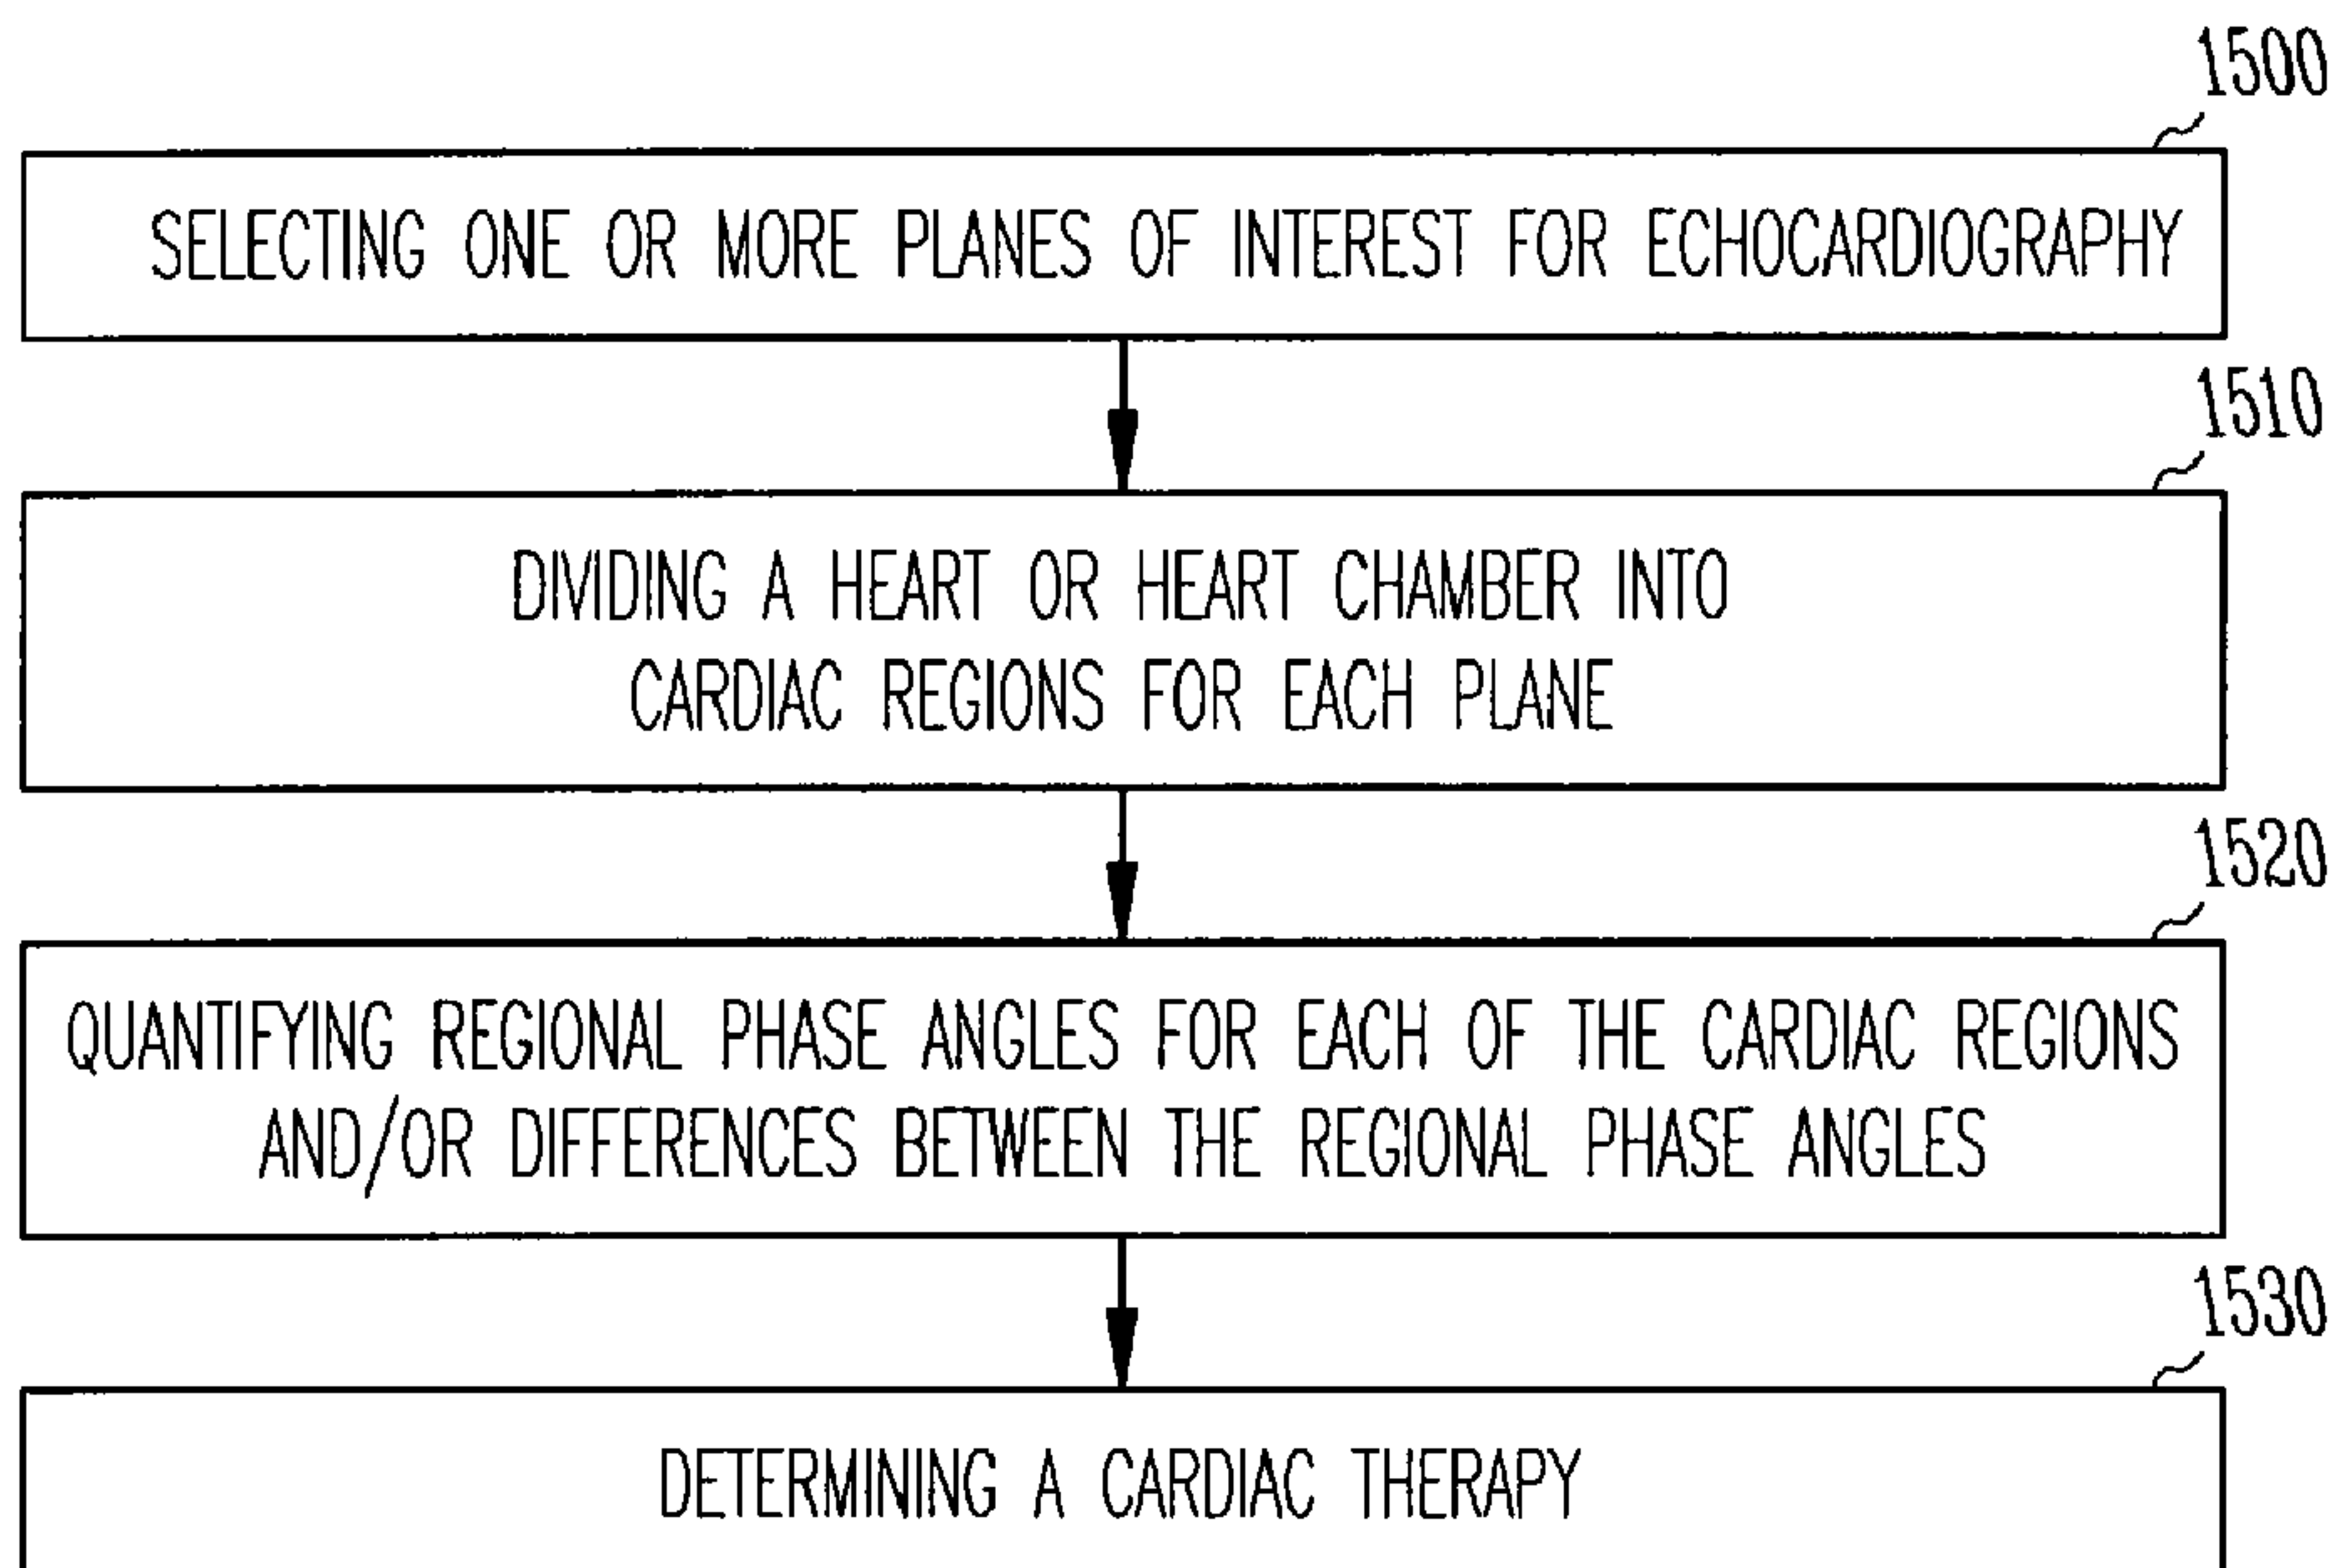 1500
SELECTING ONE OR MORE PLANES OF INTEREST FOR ECHOCARDIOGRAPHY
1510
DIVIDING A HEART OR HEART CHAMBER INTO
CARDIAC REGIONS FOR EACH PLANE
1520
QUANTIFYING REGIONAL PHASE ANGLES FOR EACH OF THE CARDIAC REGIONS
AND/OR DIFFERENCES BETWEEN THE REGIONAL PHASE ANGLES
1530
DETERMINING A CARDIAC THERAPY